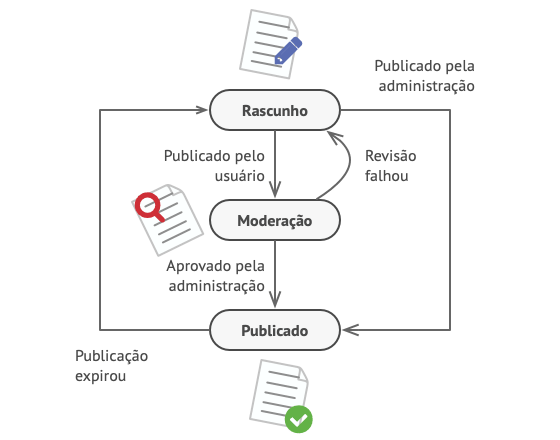 Publicado pela
administração
Rascunho
Publicado pelo
usuário
Revisão
falhou
Moderação
Aprovado pela
administração
Publicado
Publicação
expirou